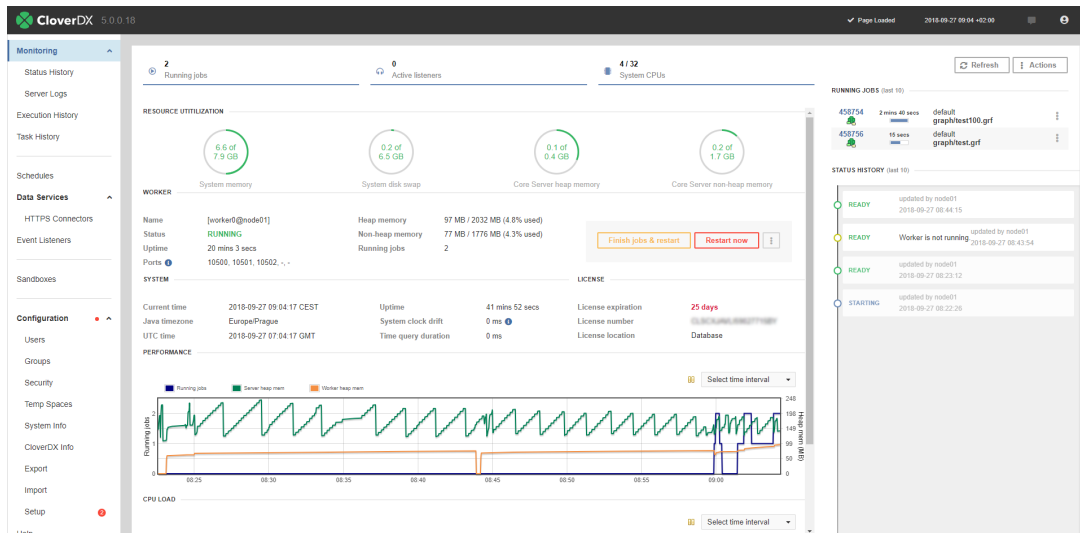 CloverDX 5.0.0.18
Page Loaded
2018-09-27 09:04 +02:00
Monitoring
Status History
Server Logs
Execution History
Task History
Schedules
Data Services
HTTPS Connectors
Event Listeners
Sandboxes
Configuration
Users
Groups
Security
Temp Spaces
System Info
CloverDX Info
Export
Import
Setup 2
Help
2
Running jobs
0
Active listeners
4 / 32
System CPUs
Refresh
Actions
RESOURCE UTITILIZATION
6.6 of
7.9 GB
System memory
0.2 of
6.5 GB
System disk swap
0.1 of
0.4 GB
Core Server heap memory
0.2 of
1.7 GB
Core Server non-heap memory
WORKER
Name [worker0@node01]
Status RUNNING
Uptime 20 mins 3 secs
Ports 10500, 10501, 10502, -, -
Heap memory 97 MB / 2032 MB (4.8% used)
Non-heap memory 77 MB / 1776 MB (4.3% used)
Running jobs 2
Finish jobs & restart
Restart now
SYSTEM
Current time 2018-09-27 09:04:17 CEST
Java timezone Europe/Prague
UTC time 2018-09-27 07:04:17 GMT
Uptime 41 mins 52 secs
System clock drift 0 ms
Time query duration 0 ms
LICENSE
License expiration 25 days
License number
License location Database
PERFORMANCE
Select time interval
Running jobs
Server heap mem
Worker heap mem
Running jobs
2
1
0
248
198
149
99
50
0
Heap mem (MB)
08:25 08:30 08:35 08:40 08:45 08:50 08:55 09:00
CPU LOAD
Select time interval
RUNNING JOBS (last 10)
458754 2 mins 40 secs default
graph/test100.grf
458756 15 secs default
graph/test.grf
STATUS HISTORY (last 10)
READY updated by node01
2018-09-27 08:44:15
READY Worker is not running updated by node01
2018-09-27 08:43:54
READY updated by node01
2018-09-27 08:23:12
STARTING updated by node01
2018-09-27 08:22:26